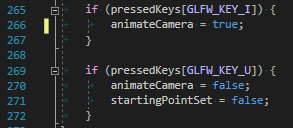 265 if (pressedKeys[GLFW_KEY_I]) {
266 animateCamera = true;
267 }
268
269 if (pressedKeys[GLFW_KEY_U]) {
270 animateCamera = false;
271 startingPointSet = false;
272 }